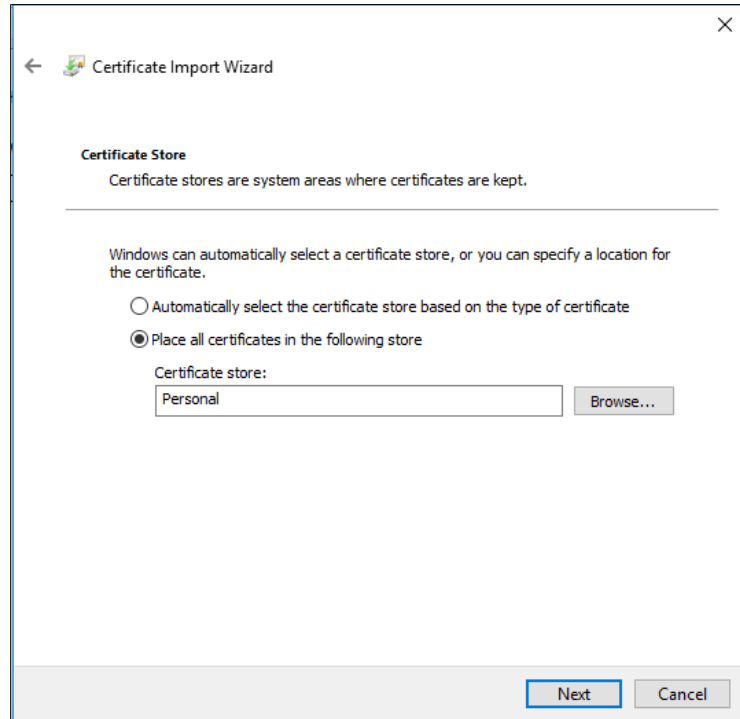 Certificate Import Wizard
Certificate Store
Certificate stores are system areas where certificates are kept.
Windows can automatically select a certificate store, or you can specify a location for
the certificate.
Automatically select the certificate store based on the type of certificate
Place all certificates in the following store
Certificate store:
Personal
Browse...
Next
Cancel